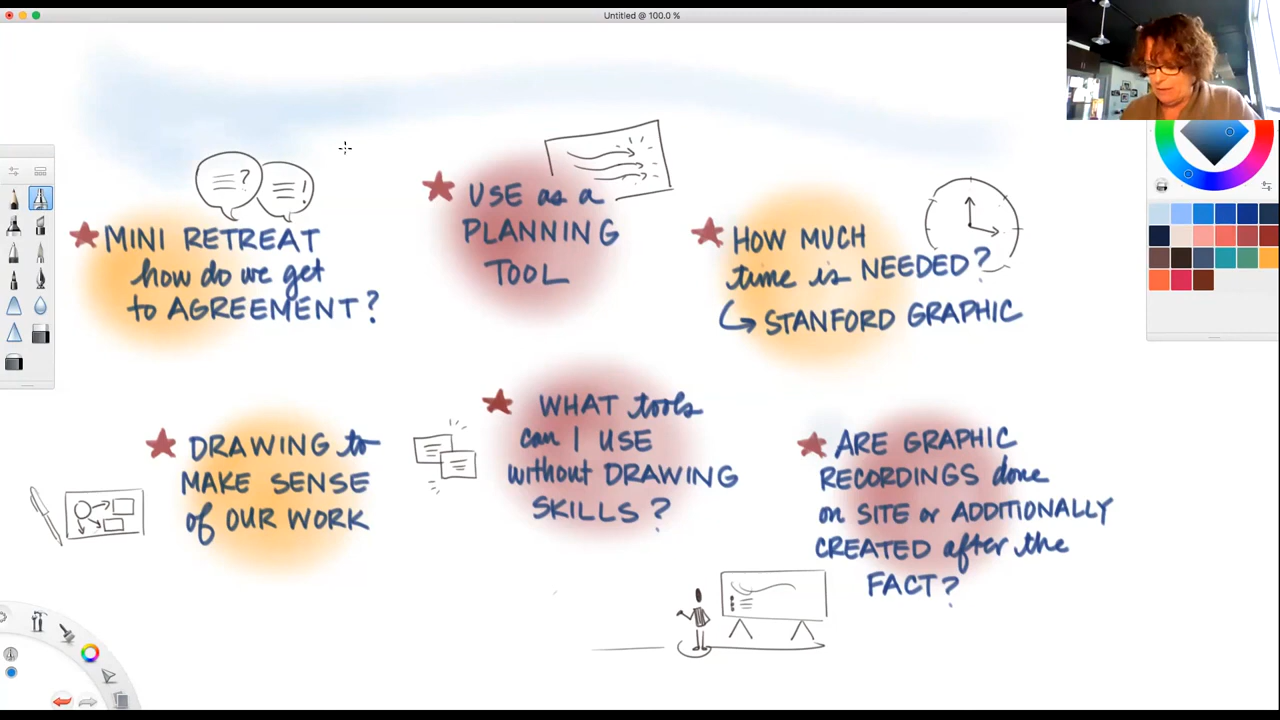 Untitled @ 100.0 %
? !
MINI RETREAT
how do we get
to AGREEMENT?
USE as a
PLANNING
TOOL
HOW MUCH
time is NEEDED?
STANFORD GRAPHIC
DRAWING to
MAKE SENSE
of OUR WORK
WHAT tools
can I USE
without DRAWING
SKILLS?
ARE GRAPHIC
RECORDINGS done
on SITE or ADDITIONALLY
CREATED after the
FACT?